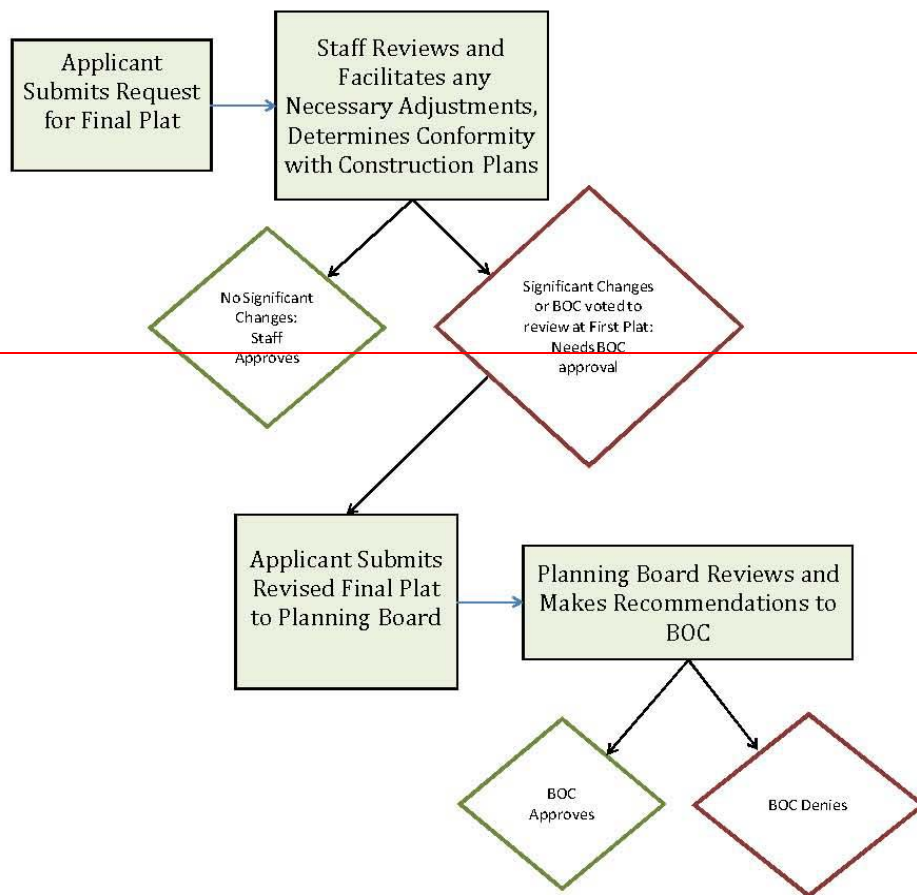 Applicant
Submits Request
for Final Plat
Staff Reviews and
Facilitates any
Necessary Adjustments,
Determines Conformity
with Construction Plans
No Significant
Changes:
Staff
Approves
Significant Changes
or BOC voted to
review at First Plat:
Needs BOC
approval
Applicant Submits
Revised Final Plat
to Planning Board
Planning Board Reviews and
Makes Recommendations to
BOC
BOC
Approves
BOC Denies